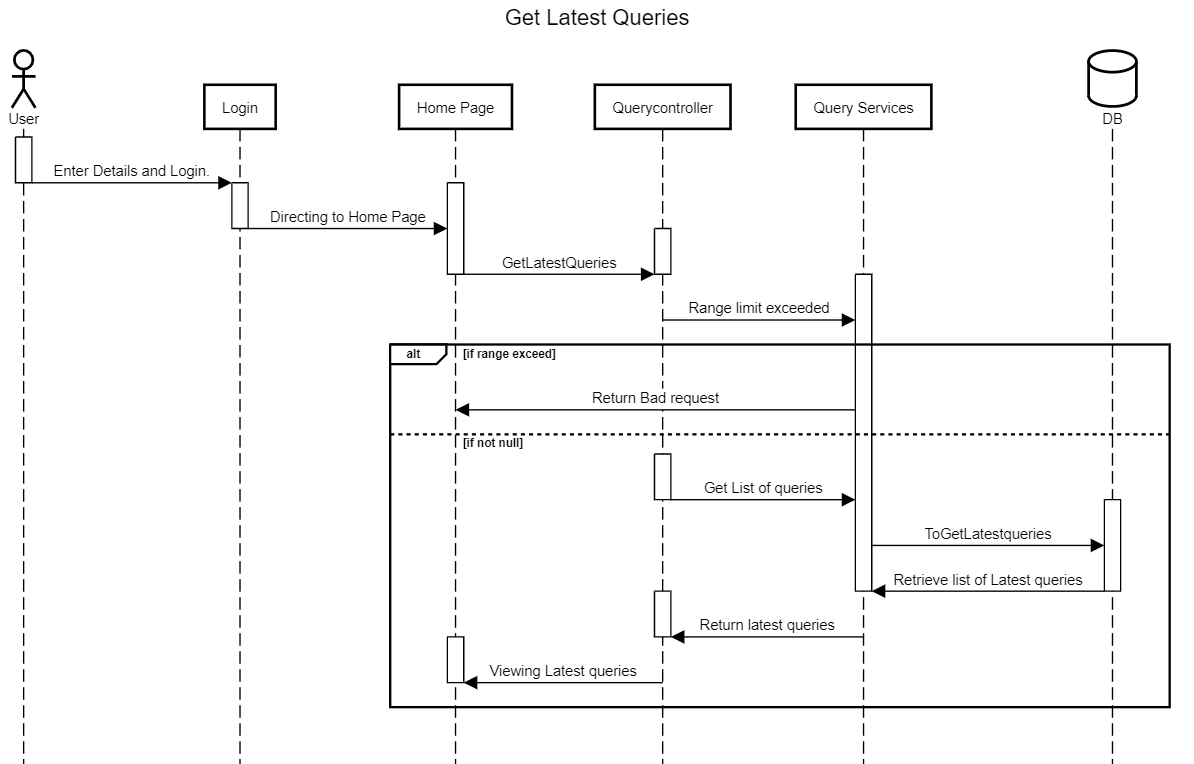 Get Latest Queries
User
Login
Home Page
Querycontroller
Query Services
DB
Enter Details and Login.
Directing to Home Page
GetLatestQueries
Range limit exceeded
alt
[if range exceed]
Return Bad request
[if not null]
Get List of queries
ToGetLatestqueries
Retrieve list of Latest queries
Return latest queries
Viewing Latest queries